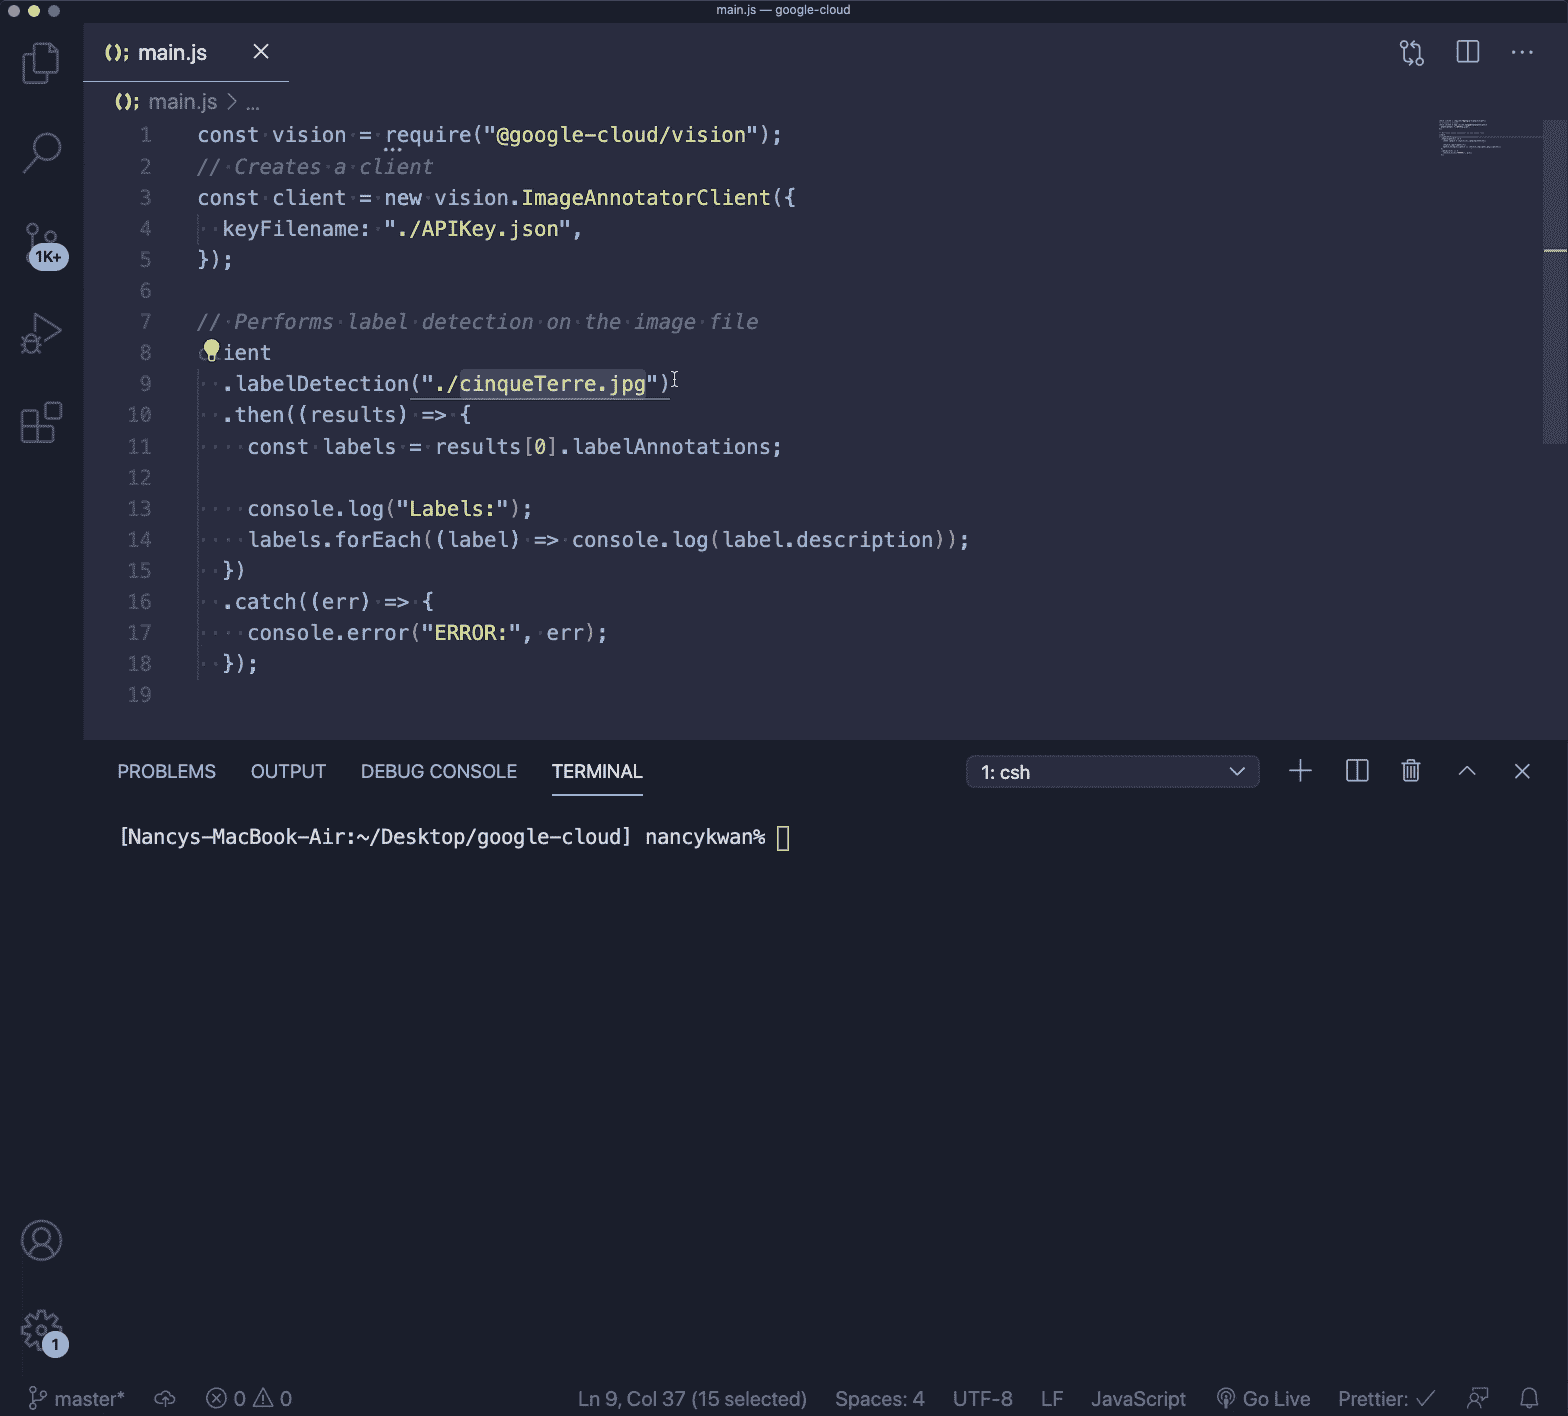 main.js — google-cloud
(); main.js
(); main.js > ...
1 const vision = require("@google-cloud/vision");
2 // Creates a client
3 const client = new vision.ImageAnnotatorClient({
4 keyFilename: "./APIKey.json",
5 });
6
7 // Performs label detection on the image file
8 client
9 .labelDetection("./cinqueTerre.jpg")
10 .then((results) => {
11 const labels = results[0].labelAnnotations;
12
13 console.log("Labels:");
14 labels.forEach((label) => console.log(label.description));
15 })
16 .catch((err) => {
17 console.error("ERROR:", err);
18 });
19
1K+
PROBLEMS OUTPUT DEBUG CONSOLE TERMINAL 1: csh
[Nancys-MacBook-Air:~/Desktop/google-cloud] nancykwan%
1
master* 0 0 Ln 9, Col 37 (15 selected) Spaces: 4 UTF-8 LF JavaScript Go Live Prettier: ✓